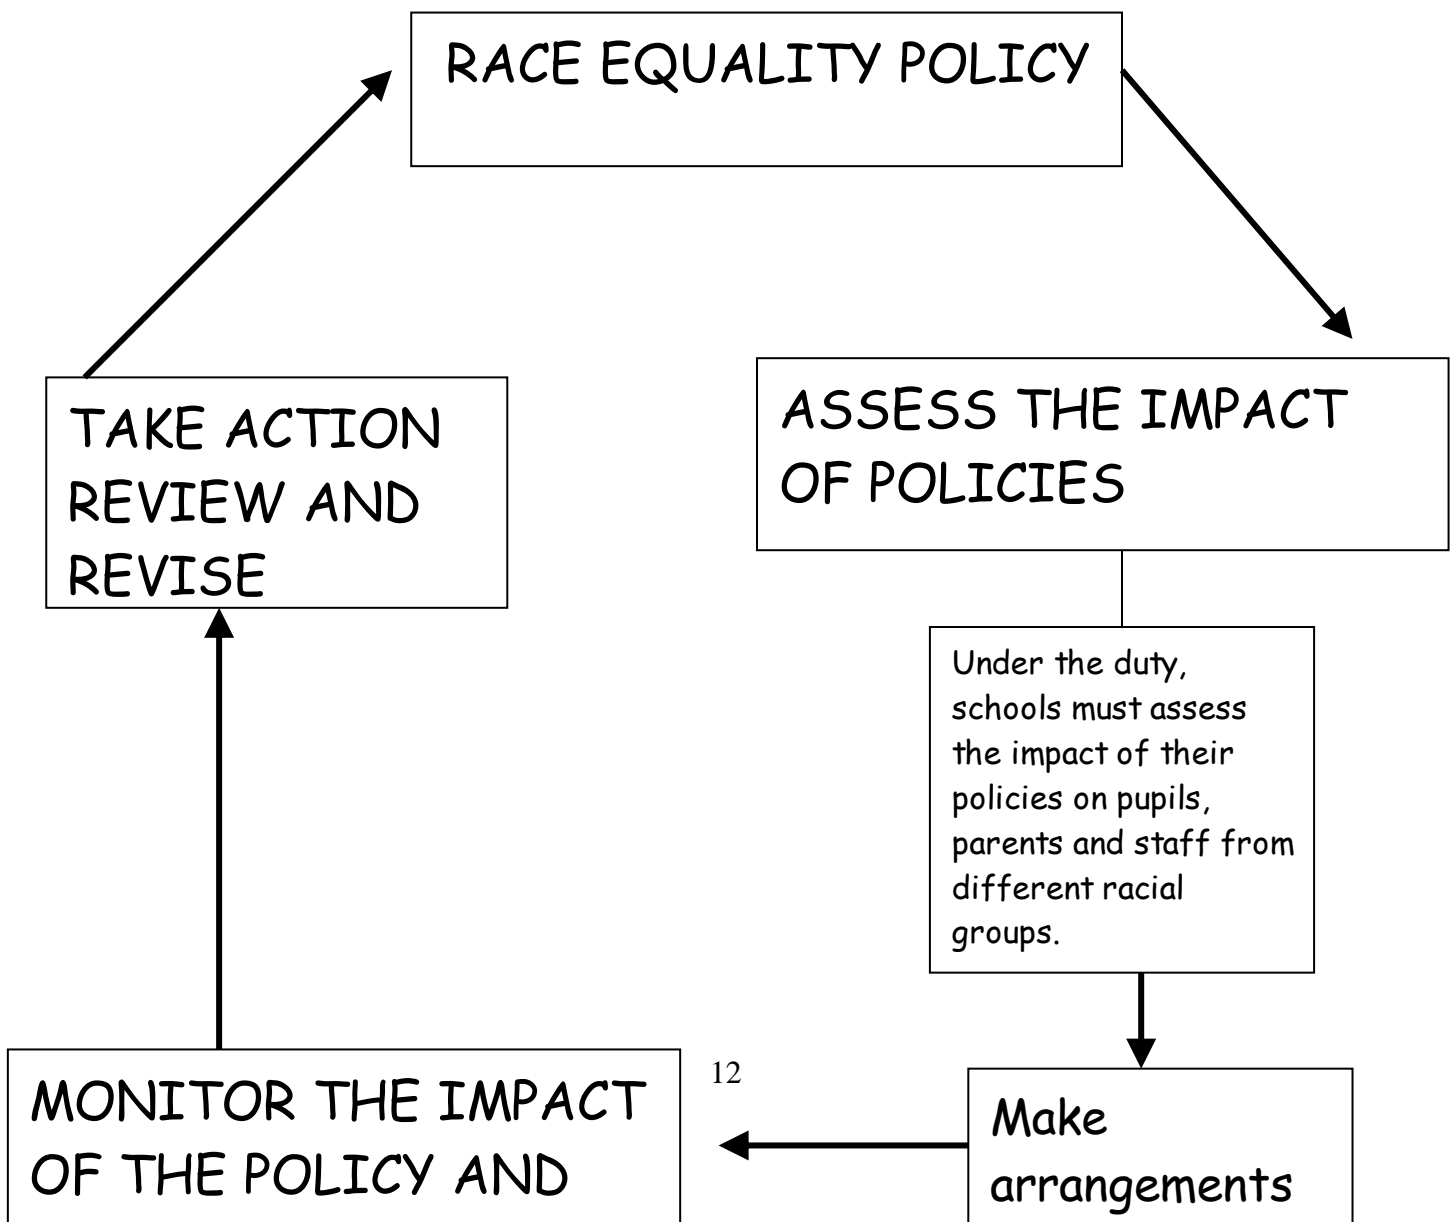 RACE EQUALITY POLICY
ASSESS THE IMPACT
OF POLICIES
Under the duty,
schools must assess
the impact of their
policies on pupils,
parents and staff from
different racial
groups.
Make
arrangements
12
MONITOR THE IMPACT
OF THE POLICY AND
TAKE ACTION
REVIEW AND
REVISE